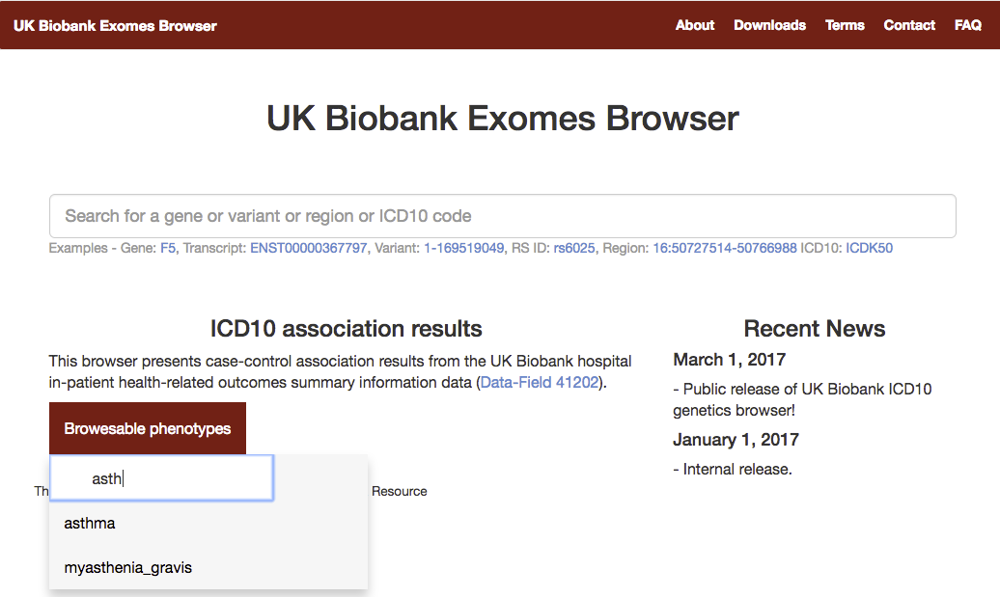 UK Biobank Exomes Browser About Downloads Terms Contact FAQ
UK Biobank Exomes Browser
Search for a gene or variant or region or ICD10 code
Examples - Gene: F5, Transcript: ENST00000367797, Variant: 1-169519049, RS ID: rs6025, Region: 16:50727514-50766988 ICD10: ICDK50
ICD10 association results
This browser presents case-control association results from the UK Biobank hospital
in-patient health-related outcomes summary information data (Data-Field 41202).
Browesable phenotypes
asth
Th
Resource
asthma
myasthenia_gravis
Recent News
March 1, 2017
- Public release of UK Biobank ICD10
genetics browser!
January 1, 2017
- Internal release.